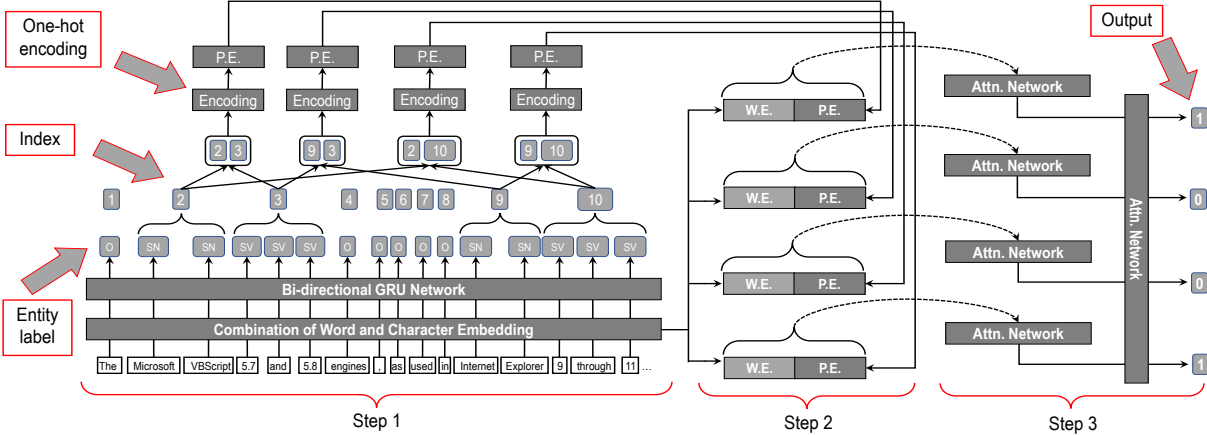 One-hot
encoding
Output
P.E. P.E. P.E. P.E.
Encoding Encoding Encoding Encoding
Index
2 3 9 3 2 10 9 10
1 2 3 4 5 6 7 8 9 10
O SN SN SV SV SV O O O O O SN SN SV SV SV
Entity
label
Bi-directional GRU Network
Combination of Word and Character Embedding
The Microsoft VBScript 5.7 and 5.8 engines , as used in Internet Explorer 9 through 11 ...
Step 1
W.E. P.E.
W.E. P.E.
W.E. P.E.
W.E. P.E.
Step 2
Attn. Network
Attn. Network
Attn. Network
Attn. Network
Attn. Network
1
0
0
1
Step 3